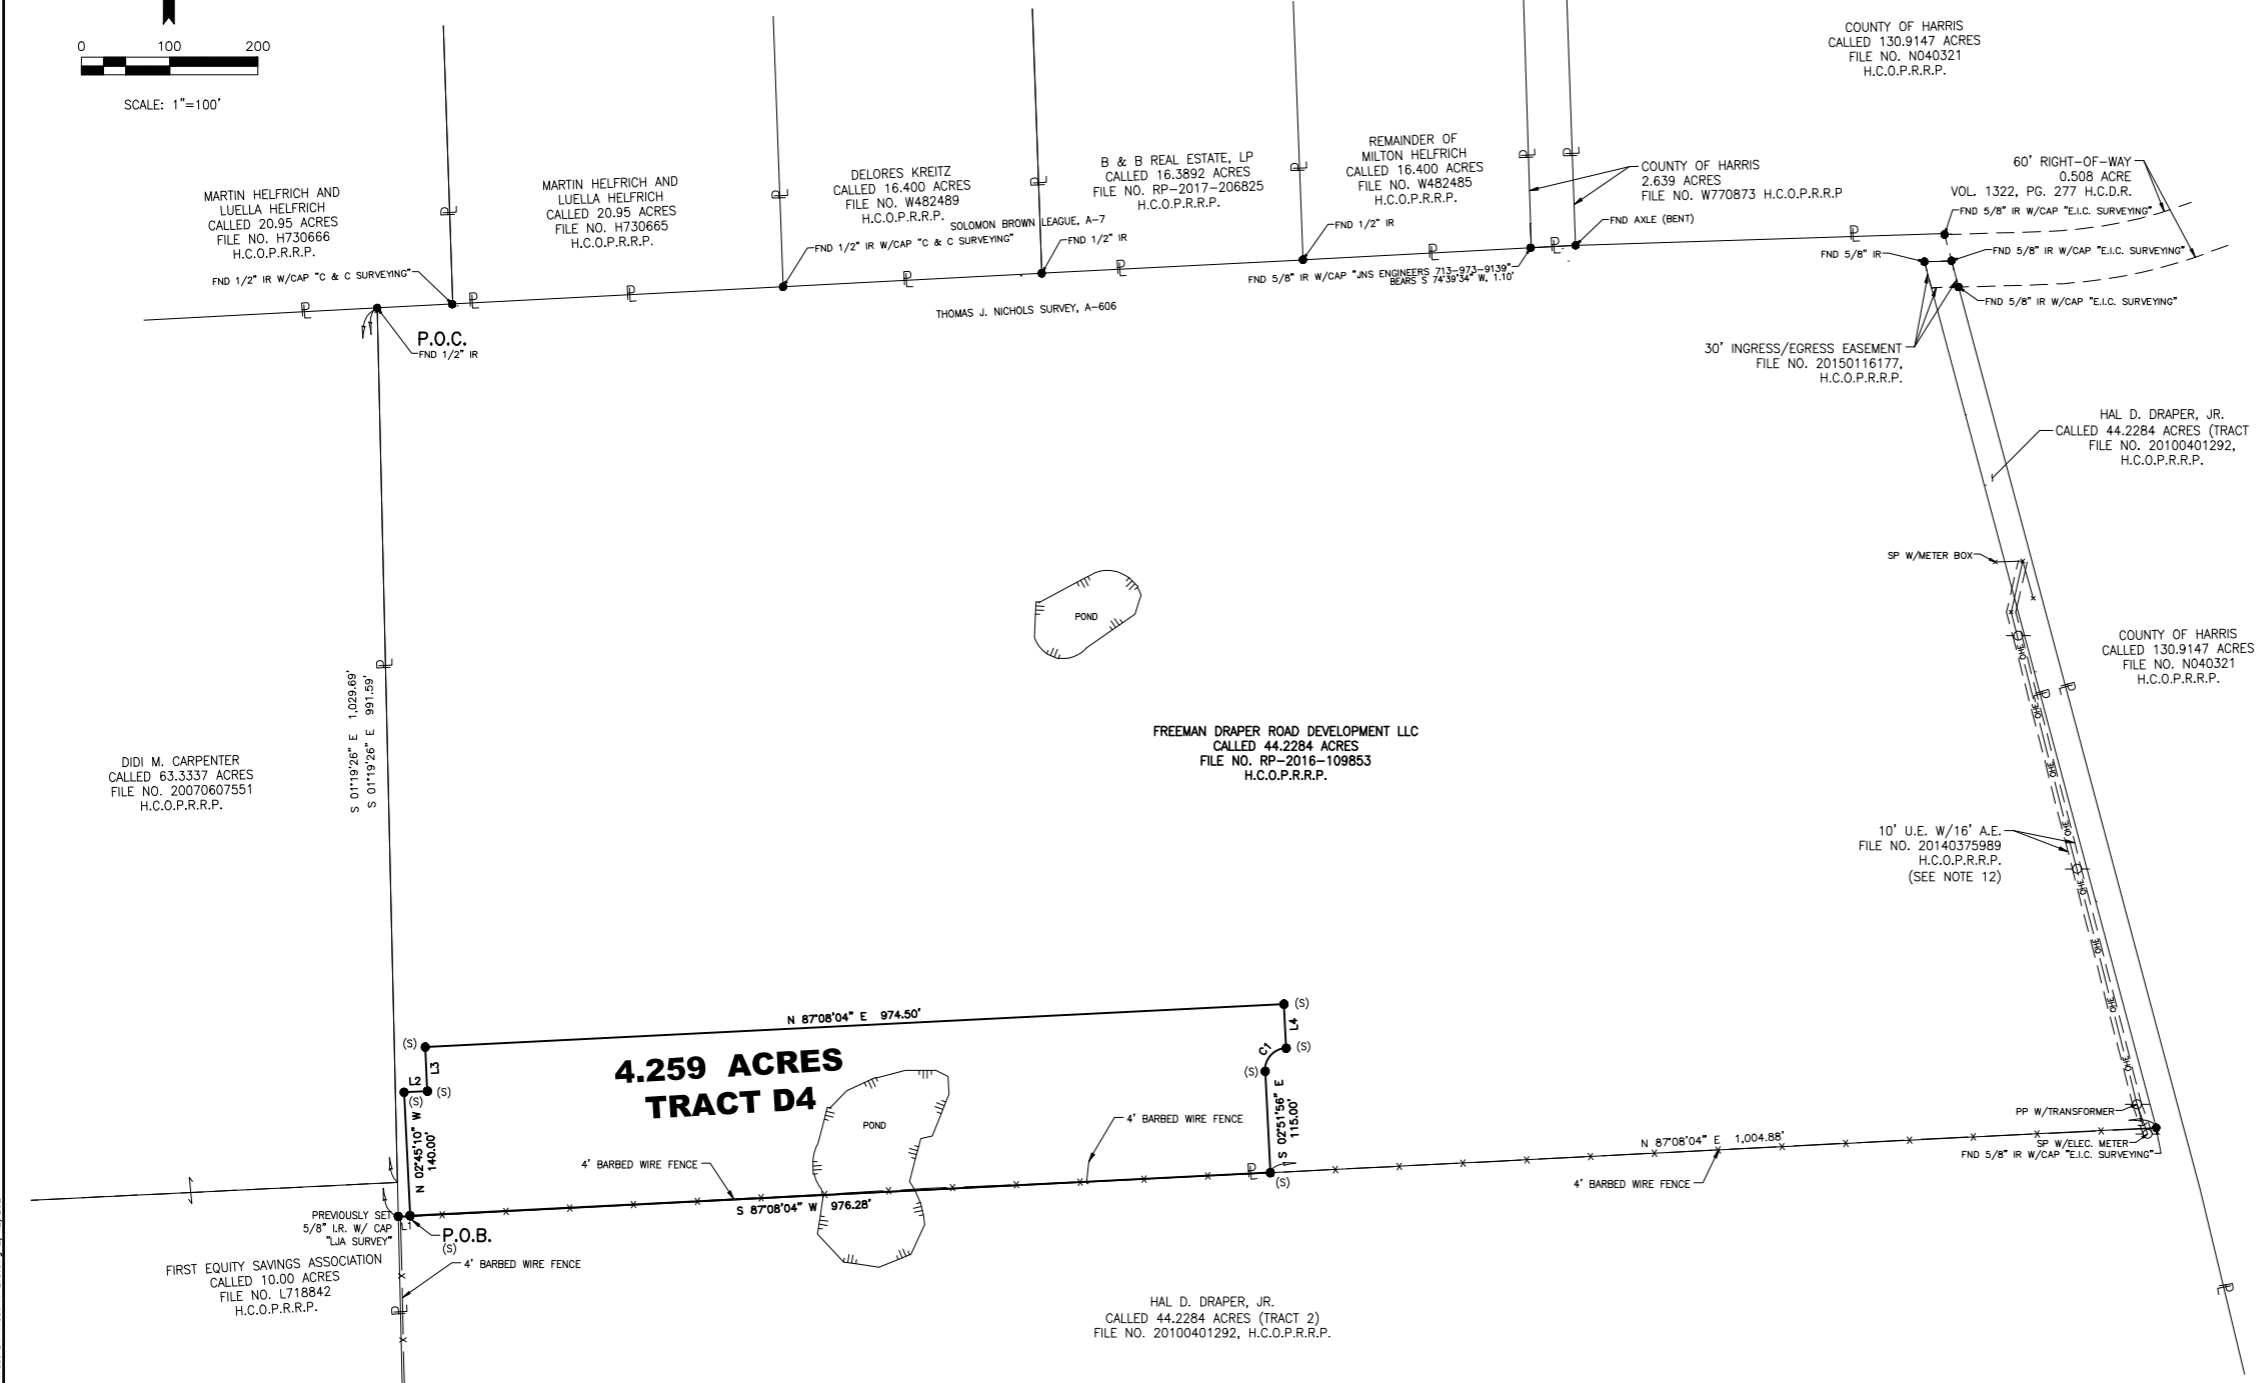 0 100 200
SCALE: 1"=100'
COUNTY OF HARRIS
CALLED 130.9147 ACRES
FILE NO. N040321
H.C.O.P.R.R.P.
MARTIN HELFRICH AND
LUELLA HELFRICH
CALLED 20.95 ACRES
FILE NO. H730666
H.C.O.P.R.R.P.
MARTIN HELFRICH AND
LUELLA HELFRICH
CALLED 20.95 ACRES
FILE NO. H730665
H.C.O.P.R.R.P.
DELORES KREITZ
CALLED 16.400 ACRES
FILE NO. W482489
H.C.O.P.R.R.P.
B & B REAL ESTATE, LP
CALLED 16.3892 ACRES
FILE NO. RP-2017-206825
H.C.O.P.R.R.P.
REMAINDER OF
MILTON HELFRICH
CALLED 16.400 ACRES
FILE NO. W482485
H.C.O.P.R.R.P.
COUNTY OF HARRIS
2.639 ACRES
FILE NO. W770873 H.C.O.P.R.R.P
60' RIGHT-OF-WAY
0.508 ACRE
VOL. 1322, PG. 277 H.C.D.R.
FND 5/8" IR W/CAP "E.I.C. SURVEYING"
SOLOMON BROWN LEAGUE, A-7
FND 1/2" IR W/CAP "C & C SURVEYING"
FND 1/2" IR
FND 1/2" IR
FND AXLE (BENT)
FND 5/8" IR
FND 5/8" IR W/CAP "E.I.C. SURVEYING"
FND 1/2" IR W/CAP "C & C SURVEYING"
FND 5/8" IR W/CAP "JNS ENGINEERS 713-973-9139"
BEARS S 74°39'34" W, 1.10'
FND 5/8" IR W/CAP "E.I.C. SURVEYING"
THOMAS J. NICHOLS SURVEY, A-606
P.O.C.
FND 1/2" IR
30' INGRESS/EGRESS EASEMENT
FILE NO. 20150116177,
H.C.O.P.R.R.P.
HAL D. DRAPER, JR.
CALLED 44.2284 ACRES (TRACT
FILE NO. 20100401292,
H.C.O.P.R.R.P.
SP W/METER BOX
POND
COUNTY OF HARRIS
CALLED 130.9147 ACRES
FILE NO. N040321
H.C.O.P.R.R.P.
S 01°19'26" E 1,029.69'
S 01°19'26" E 991.59'
FREEMAN DRAPER ROAD DEVELOPMENT LLC
CALLED 44.2284 ACRES
FILE NO. RP-2016-109853
H.C.O.P.R.R.P.
DIDI M. CARPENTER
CALLED 63.3337 ACRES
FILE NO. 20070607551
H.C.O.P.R.R.P.
10' U.E. W/16' A.E.
FILE NO. 20140375989
H.C.O.P.R.R.P.
(SEE NOTE 12)
OHE
OHE
OHE
OHE
OHE
OHE
OHE
OHE
N 87°08'04" E 974.50'
(S)
L4
(S)
C1
(S)
(S)
L3
L2
(S)
(S)
4.259 ACRES
TRACT D4
POND
N 02°45'10" W
140.00'
S 02°51'56" E
115.00'
4' BARBED WIRE FENCE
4' BARBED WIRE FENCE
PP W/TRANSFORMER
N 87°08'04" E 1,004.88'
SP W/ELEC. METER
FND 5/8" IR W/CAP "E.I.C. SURVEYING"
4' BARBED WIRE FENCE
(S)
S 87°08'04" W 976.28'
PREVIOUSLY SET
5/8" I.R. W/ CAP
"LJA SURVEY"
L1
P.O.B.
(S)
4' BARBED WIRE FENCE
FIRST EQUITY SAVINGS ASSOCIATION
CALLED 10.00 ACRES
FILE NO. L718842
H.C.O.P.R.R.P.
HAL D. DRAPER, JR.
CALLED 44.2284 ACRES (TRACT 2)
FILE NO. 20100401292, H.C.O.P.R.R.P.